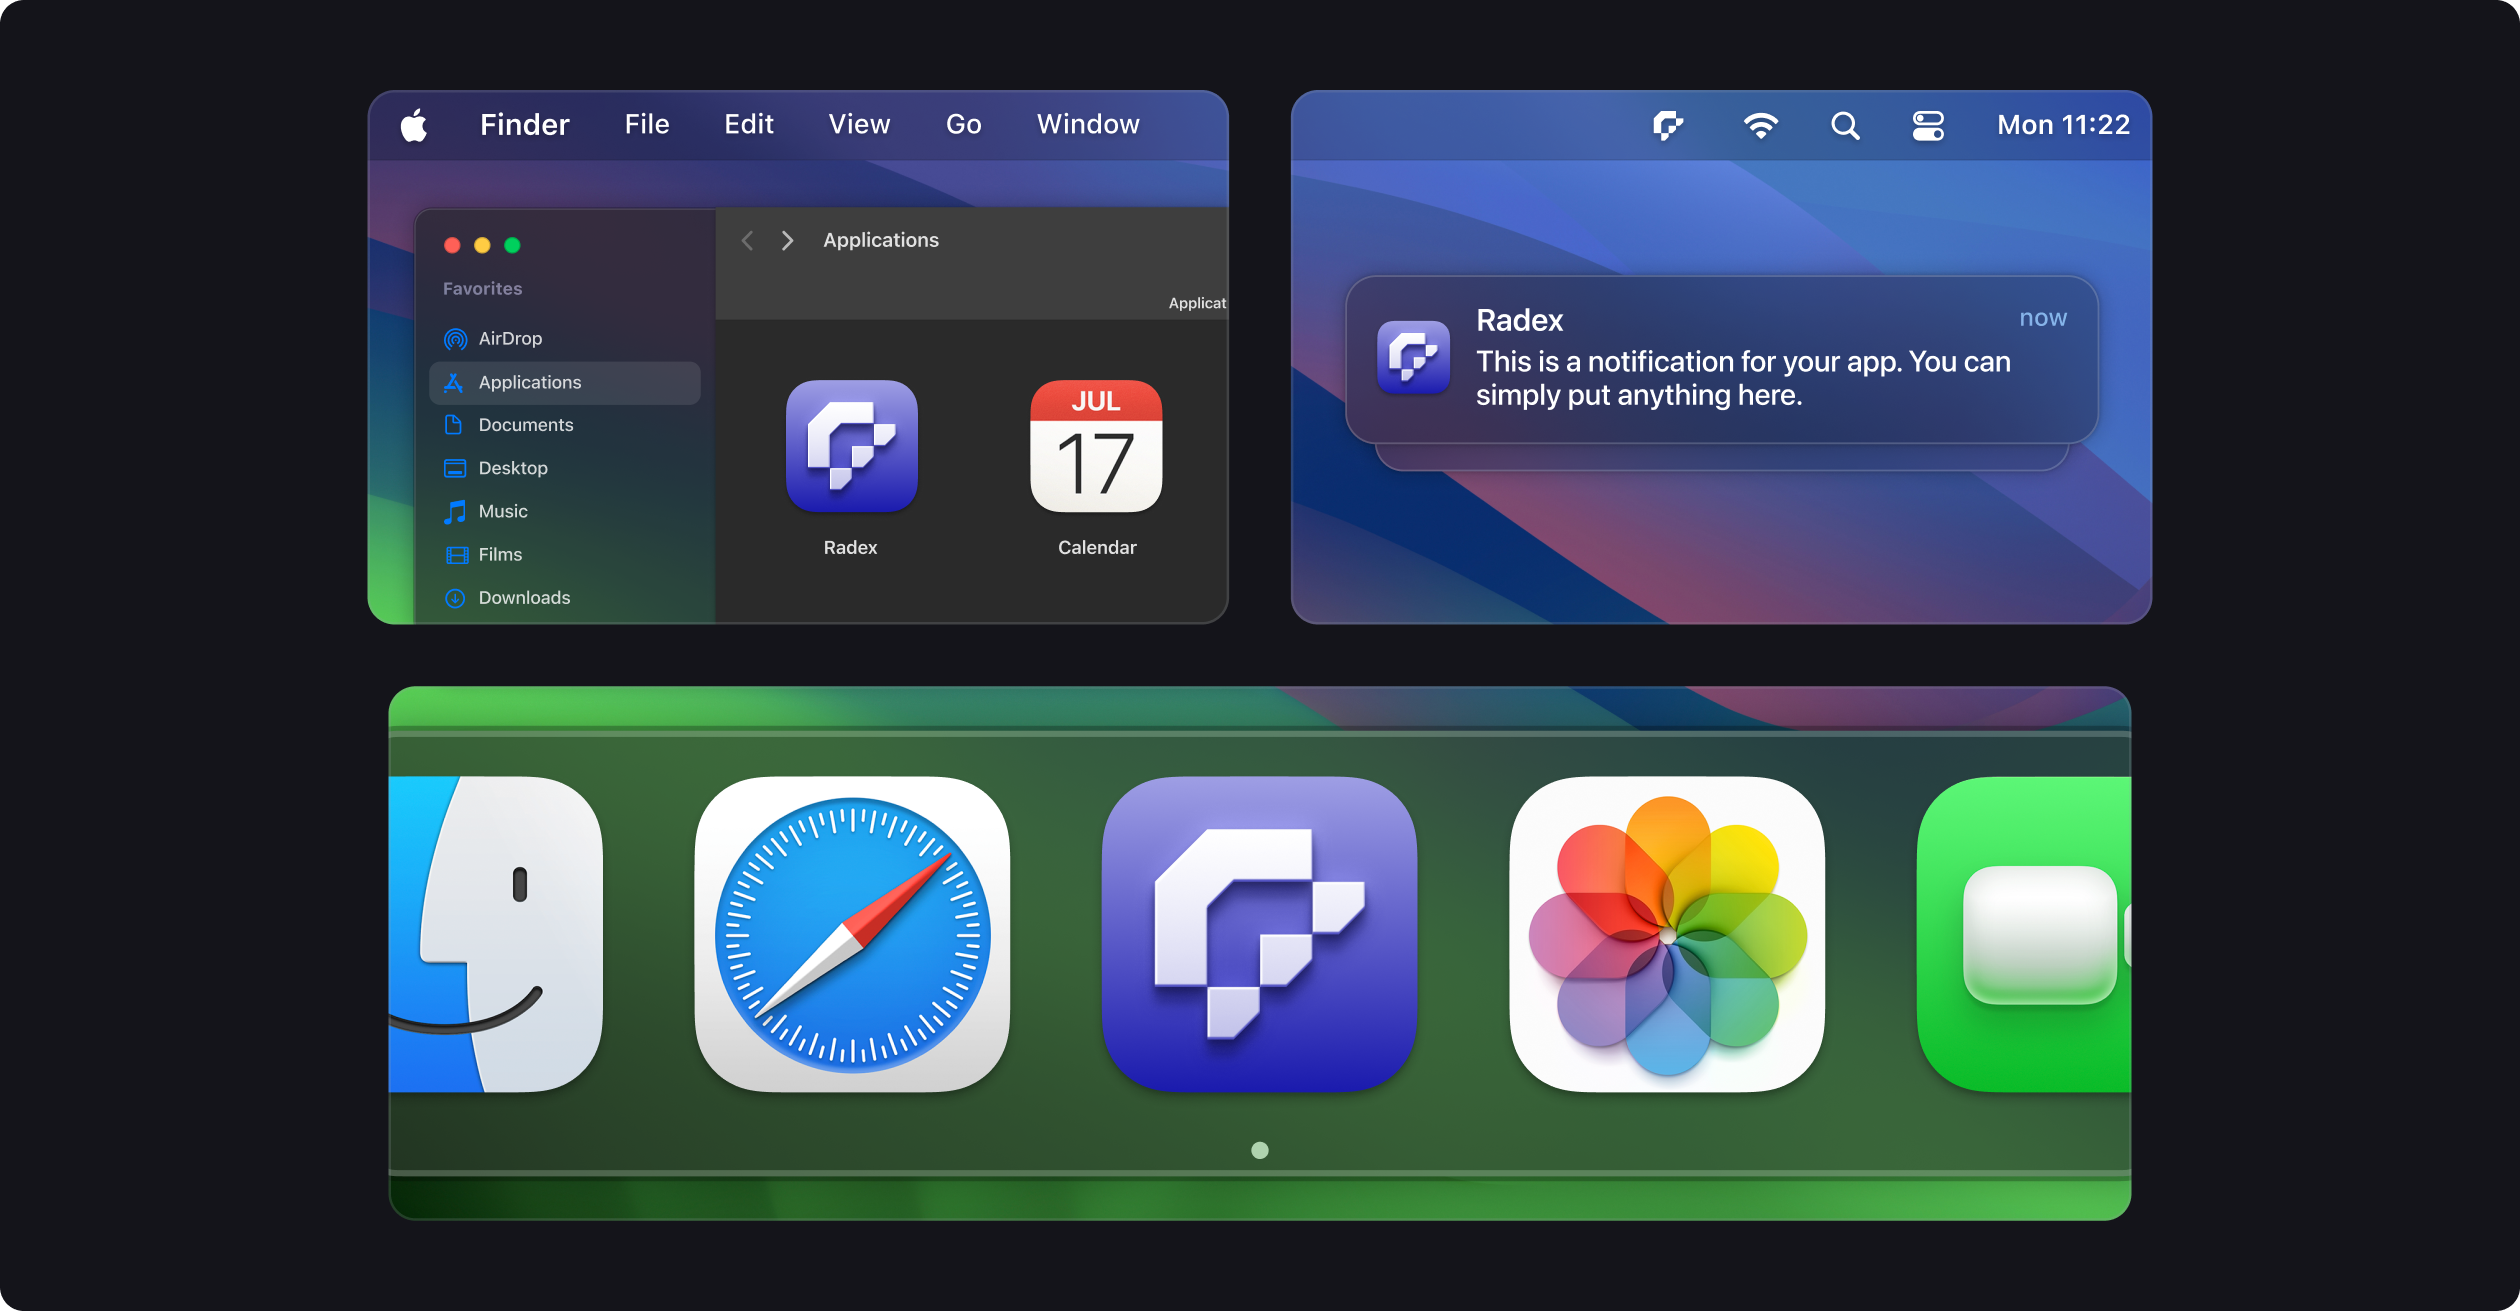 Finder File Edit View Go Window
Applications
Favorites
Applicat
AirDrop
Applications
Documents
Desktop
Music
Films
Downloads
JUL
17
Radex
Calendar
Mon 11:22
Radex
now
This is a notification for your app. You can
simply put anything here.